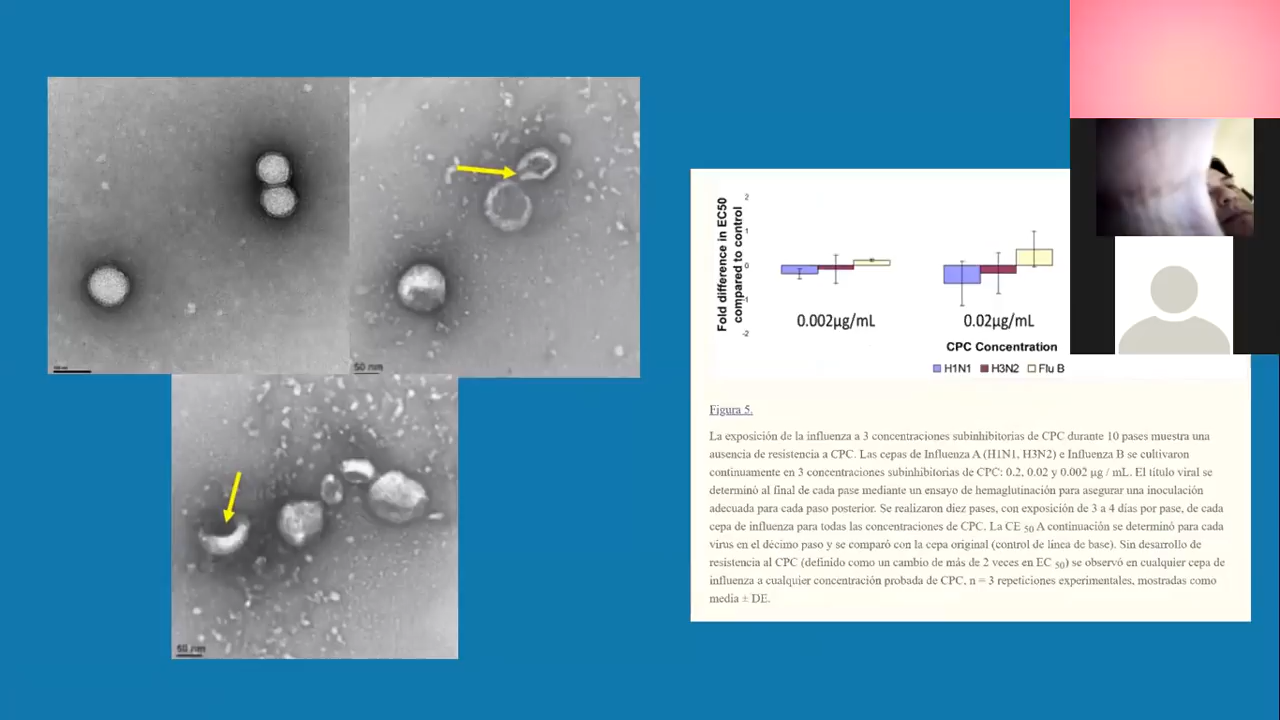 50 nm
50 nm
Fold difference in EC50
compared to control
2
1
0
-1
-2
0.002µg/mL
0.02µg/mL
CPC Concentration
H1N1 H3N2 Flu B
Figura 5.
La exposición de la influenza a 3 concentraciones subinhibitorias de CPC durante 10 pases muestra una
ausencia de resistencia a CPC. Las cepas de Influenza A (H1N1, H3N2) e Influenza B se cultivaron
continuamente en 3 concentraciones subinhibitorias de CPC: 0.2, 0.02 y 0.002 µg / mL. El título viral se
determinó al final de cada pase mediante un ensayo de hemaglutinación para asegurar una inoculación
adecuada para cada paso posterior. Se realizaron diez pases, con exposición de 3 a 4 días por pase, de cada
cepa de influenza para todas las concentraciones de CPC. La CE 50 A continuación se determinó para cada
virus en el décimo paso y se comparó con la cepa original (control de línea de base). Sin desarrollo de
resistencia al CPC (definido como un cambio de más de 2 veces en EC 50) se observó en cualquier cepa de
influenza a cualquier concentración probada de CPC, n = 3 repeticiones experimentales, mostradas como
media ± DE.